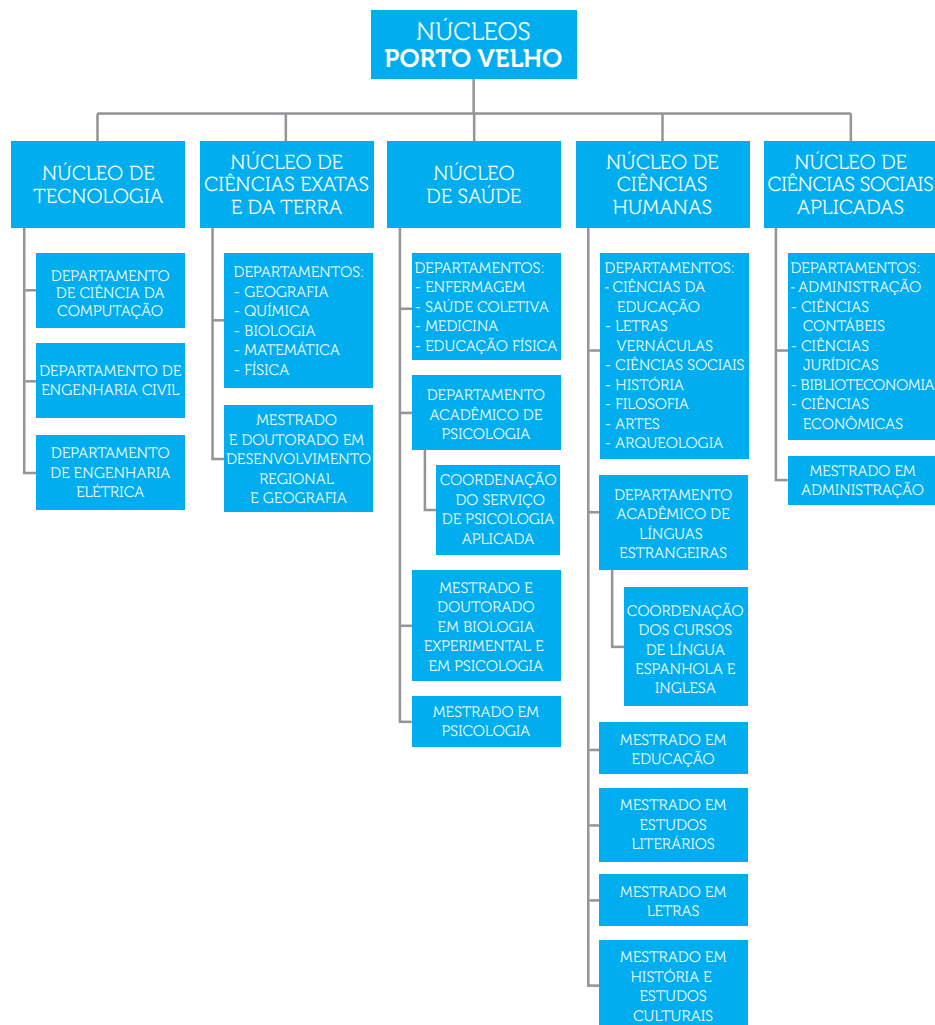 NÚCLEOS
PORTO VELHO
NÚCLEO DE
TECNOLOGIA
DEPARTAMENTO
DE CIÊNCIA DA
COMPUTAÇÃO
DEPARTAMENTO DE
ENGENHARIA CIVIL
DEPARTAMENTO
DE ENGENHARIA
ELÉTRICA
NÚCLEO DE
CIÊNCIAS EXATAS
E DA TERRA
DEPARTAMENTOS:
- GEOGRAFIA
- QUÍMICA
- BIOLOGIA
- MATEMÁTICA
- FÍSICA
MESTRADO
E DOUTORADO EM
DESENVOLVIMENTO
REGIONAL
E GEOGRAFIA
NÚCLEO
DE SAÚDE
DEPARTAMENTOS:
- ENFERMAGEM
- SAÚDE COLETIVA
- MEDICINA
- EDUCAÇÃO FÍSICA
DEPARTAMENTO
ACADÊMICO DE
PSICOLOGIA
COORDENAÇÃO
DO SERVIÇO
DE PSICOLOGIA
APLICADA
MESTRADO E
DOUTORADO
EM BIOLOGIA
EXPERIMENTAL E
EM PSICOLOGIA
MESTRADO EM
PSICOLOGIA
NÚCLEO DE
CIÊNCIAS
HUMANAS
DEPARTAMENTOS:
- CIÊNCIAS DA
EDUCAÇÃO
- LETRAS
VERNÁCULAS
- CIÊNCIAS SOCIAIS
- HISTÓRIA
- FILOSOFIA
- ARTES
- ARQUEOLOGIA
DEPARTAMENTO
ACADÊMICO DE
LÍNGUAS
ESTRANGEIRAS
COORDENAÇÃO
DOS CURSOS
DE LÍNGUA
ESPANHOLA E
INGLESA
MESTRADO EM
EDUCAÇÃO
MESTRADO EM
ESTUDOS
LITERÁRIOS
MESTRADO EM
LETRAS
MESTRADO EM
HISTÓRIA E
ESTUDOS
CULTURAIS
NÚCLEO DE
CIÊNCIAS SOCIAIS
APLICADAS
DEPARTAMENTOS:
- ADMINISTRAÇÃO
- CIÊNCIAS
CONTÁBEIS
- CIÊNCIAS
JURÍDICAS
- BIBLIOTECONOMIA
- CIÊNCIAS
ECONÔMICAS
MESTRADO EM
ADMINISTRAÇÃO